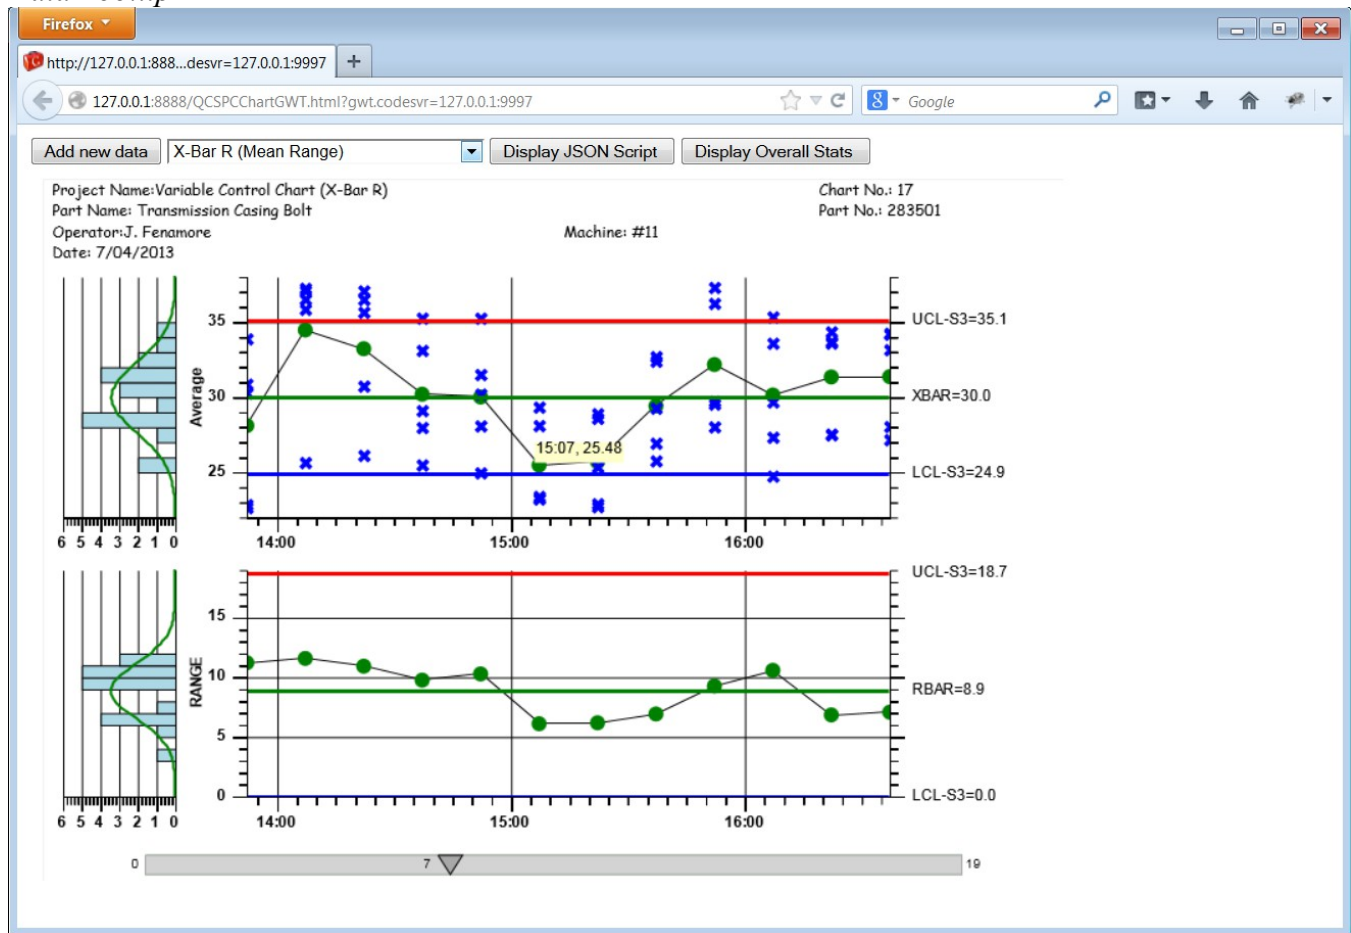 Firefox
http://127.0.0.1:888...desvr=127.0.0.1:9997
127.0.0.1:8888/QCSPCChartGWT.html?gwt.codesvr=127.0.0.1:9997
8 Google
Add new data X-Bar R (Mean Range) Display JSON Script Display Overall Stats
Project Name:Variable Control Chart (X-Bar R) Chart No.: 17
Part Name: Transmission Casing Bolt Part No.: 283501
Operator:J. Fenamore Machine: #11
Date: 7/04/2013
Average
35
30
25
UCL-S3=35.1
XBAR=30.0
LCL-S3=24.9
15:07, 25.48
6 5 4 3 2 1 0 14:00 15:00 16:00
RANGE
15
10
5
0
UCL-S3=18.7
RBAR=8.9
LCL-S3=0.0
6 5 4 3 2 1 0 14:00 15:00 16:00
0 7 19